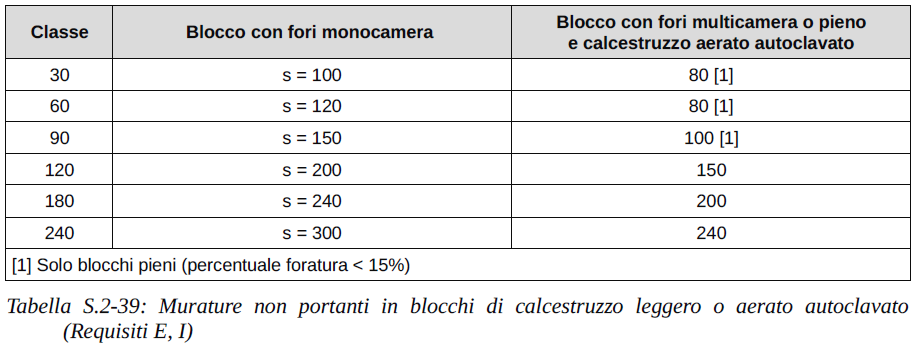 Classe Blocco con fori monocamera Blocco con fori multicamera o pieno
e calcestruzzo aerato autoclavato
30 s = 100 80 [1]
60 s = 120 80 [1]
90 s = 150 100 [1]
120 s = 200 150
180 s = 240 200
240 s = 300 240
[1] Solo blocchi pieni (percentuale foratura < 15%)
Tabella S.2-39: Murature non portanti in blocchi di calcestruzzo leggero o aerato autoclavato
(Requisiti E, I)